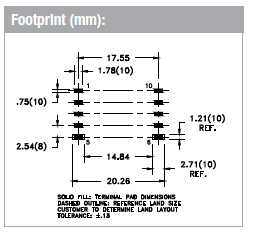 Footprint (mm):
17.55
1.78(10)
1
10
.75(10)
1.21(10)
REF.
2.54(8)
5
6
14.84
2.71(10)
REF.
20.26
SOLID FILL: TERMINAL PAD DIMENSIONS
DASHED OUTLINE: REFERENCE LAND SIZE
CUSTOMER TO DETERMINE LAND LAYOUT
TOLERANCE: ±.13